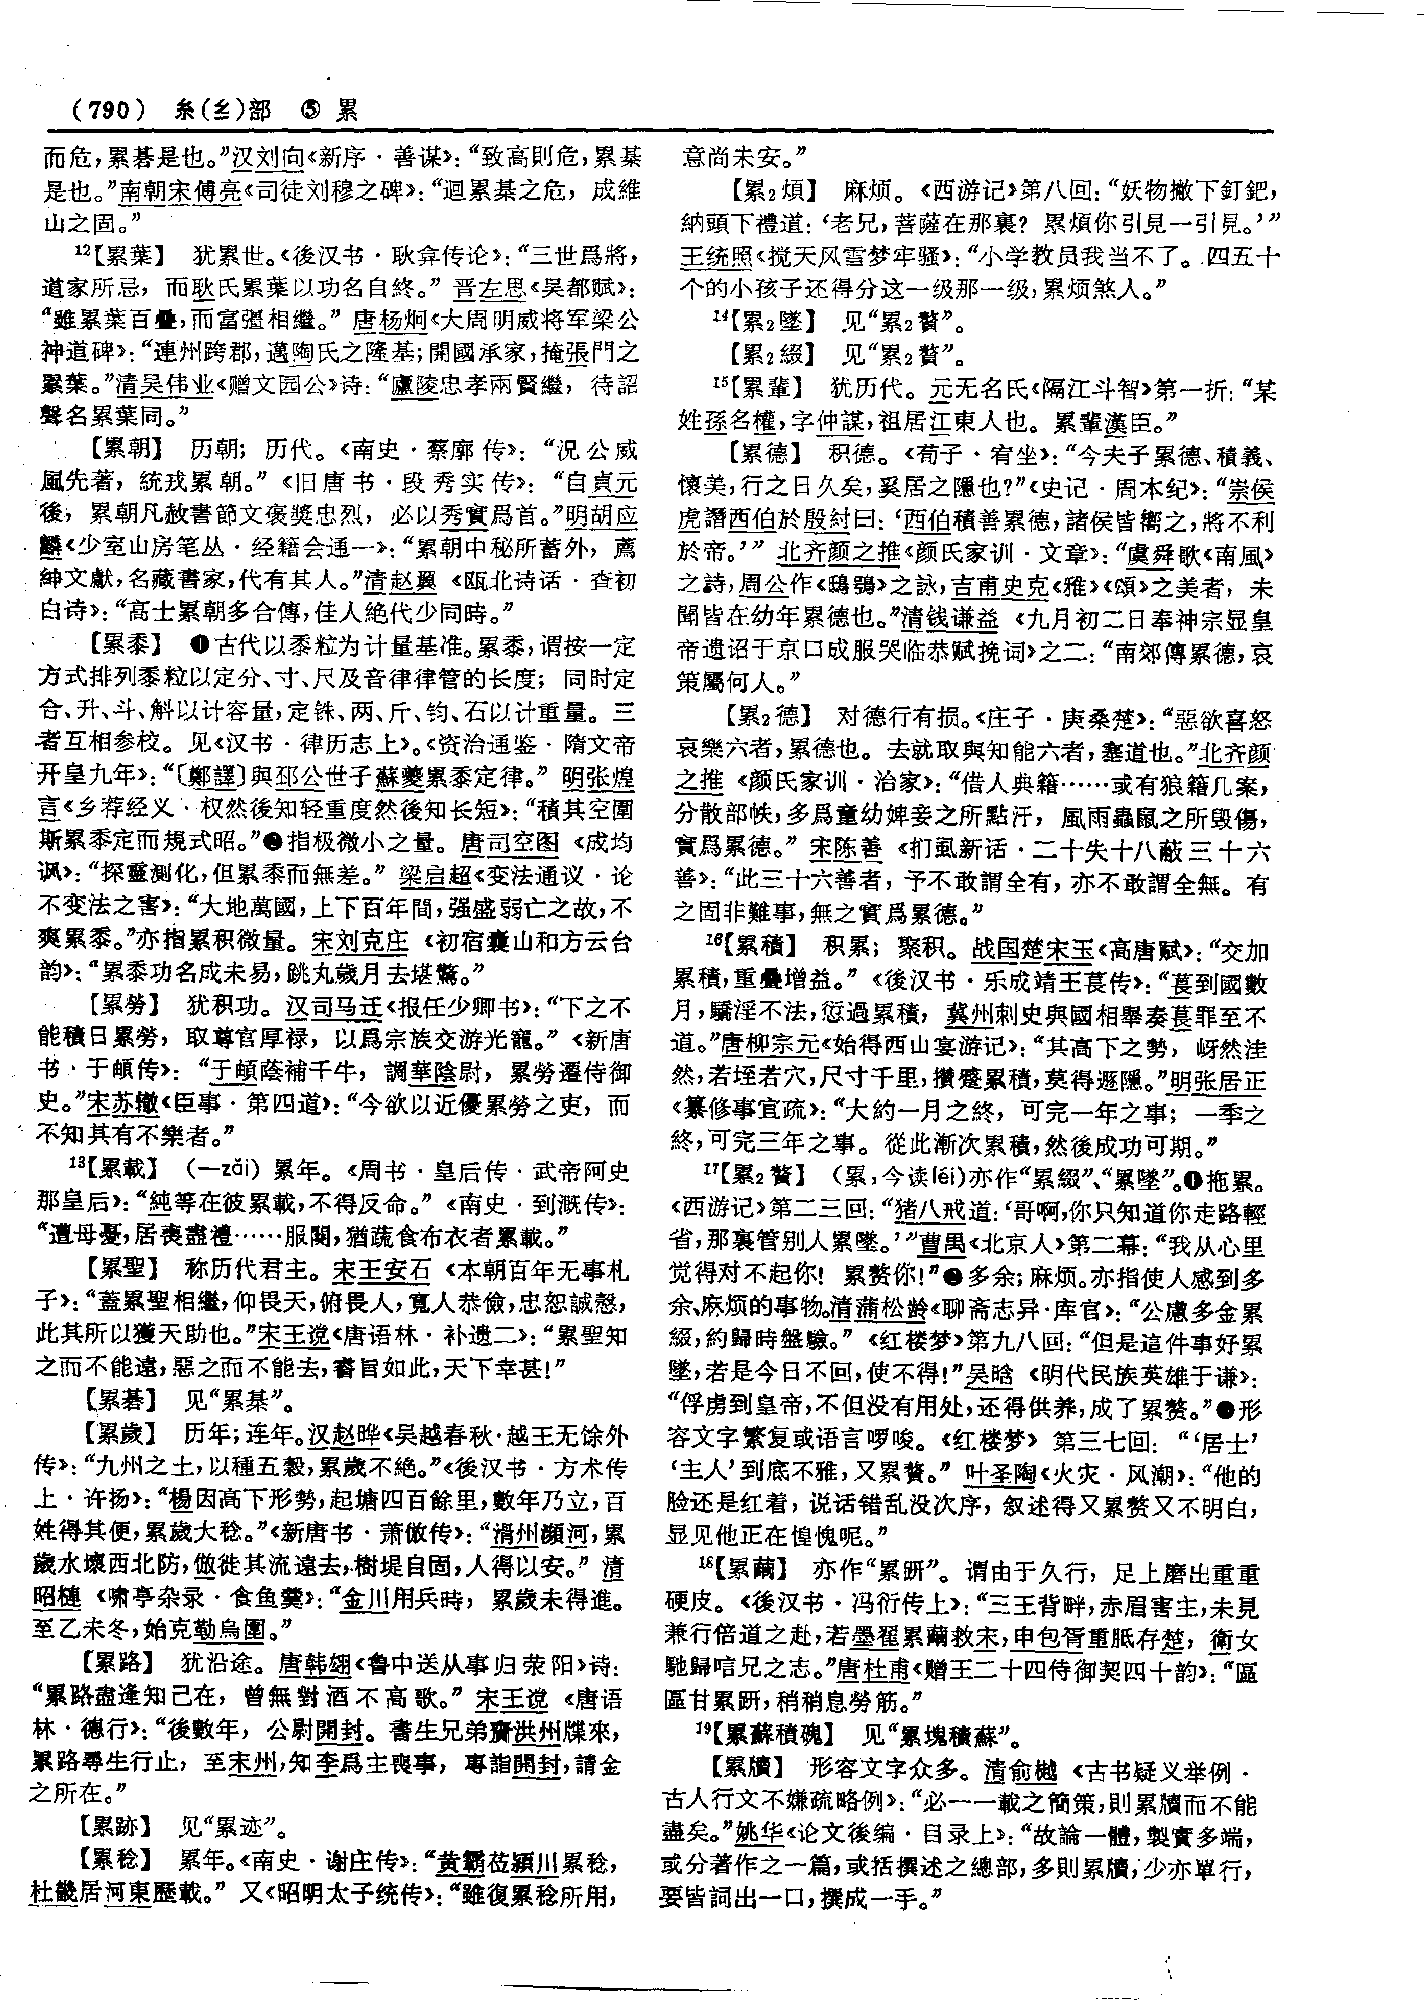 （790） 糸(纟)部 ⑤ 累
而危，累碁是也。”汉刘向《新序·善谋》：“致高則危，累棊
是也。”南朝宋傅亮《司徒刘穆之碑》：“迴累棊之危，成維
山之固。”
12【累葉】 犹累世。《後汉书·耿弇传论》：“三世爲將，
道家所忌，而耿氏累葉以功名自終。”晋左思《吴都赋》：
“雖累葉百疊，而富彊相繼。”唐杨炯《大周明威将军梁公
神道碑》：“連州跨郡，邁陶氏之隆基；開國承家，掩張門之
累葉。”清吴伟业《赠文园公》诗：“廬陵忠孝兩賢繼，待詔
聲名累葉同。”
【累朝】 历朝；历代。《南史·蔡廓传》：“況公威
風先著，統戎累朝。”《旧唐书·段秀实传》：“自貞元
後，累朝凡赦書節文褒獎忠烈，必以秀實爲首。”明胡应
麟《少室山房笔丛·经籍会通一》：“累朝中秘所蓄外，薦
紳文獻，名藏書家，代有其人。”清赵翼《瓯北诗话·查初
白诗》：“高士累朝多合傳，佳人絶代少同時。”
【累黍】 ❶古代以黍粒为计量基准。累黍，谓按一定
方式排列黍粒以定分、寸、尺及音律律管的长度；同时定
合、升、斗、斛以计容量，定铢、两、斤、钧、石以计重量。三
者互相参校。见《汉书·律历志上》。《资治通鉴·隋文帝
开皇九年》：“〔鄭譯〕與邳公世子蘇夔累黍定律。”明张煌
言《乡荐经义·权然後知轻重度然後知长短》：“積其空圍
斯累黍定而規式昭。”❷指极微小之量。唐司空图《成均
讽》：“探靈測化，但累黍而無差。”梁启超《变法通议·论
不变法之害》：“大地萬國，上下百年間，强盛弱亡之故，不
爽累黍。”亦指累积微量。宋刘克庄《初宿囊山和方云台
韵》：“累黍功名成未易，跳丸歲月去堪驚。”
【累勞】 犹积功。汉司马迁《报任少卿书》：“下之不
能積日累勞，取尊官厚禄，以爲宗族交游光寵。”《新唐
书·于頔传》：“于頔蔭補千牛，調華陰尉，累勞遷侍御
史。”宋苏辙《臣事·第四道》：“今欲以近優累勞之吏，而
不知其有不樂者。”
13【累載】 （—zǎi）累年。《周书·皇后传·武帝阿史
那皇后》：“純等在彼累載，不得反命。”《南史·到溉传》：
“遭母憂，居喪盡禮……服闋，猶蔬食布衣者累載。”
【累聖】 称历代君主。宋王安石《本朝百年无事札
子》：“蓋累聖相繼，仰畏天，俯畏人，寬人恭儉，忠恕誠慤，
此其所以獲天助也。”宋王谠《唐语林·补遗二》：“累聖知
之而不能遠，惡之而不能去，睿旨如此，天下幸甚！”
【累碁】 见“累棊”。
【累歲】 历年；连年。汉赵晔《吴越春秋·越王无馀外
传》：“九州之土，以種五穀，累歲不絶。”《後汉书·方术传
上·许扬》：“楊因高下形勢，起塘四百餘里，數年乃立，百
姓得其便，累歲大稔。”《新唐书·萧倣传》：“滑州瀕河，累
歲水壞西北防，倣徙其流遠去，樹堤自固，人得以安。”清
昭梿《啸亭杂录·食鱼羹》：“金川用兵時，累歲未得進。
至乙未冬，始克勒烏圍。”
【累路】 犹沿途。唐韩翃《鲁中送从事归荥阳》诗：
“累路盡逢知己在，曾無對酒不高歌。”宋王谠《唐语
林·德行》：“後數年，公尉開封。書生兄弟齎洪州牒來，
累路尋生行止，至宋州，知李爲主喪事，專詣開封，請金
之所在。”
【累跡】 见“累迹”。
【累稔】 累年。《南史·谢庄传》：“黄霸莅潁川累稔，
杜畿居河東歷載。”又《昭明太子统传》：“雖復累稔所用，
意尚未安。”
【累2煩】 麻烦。《西游记》第八回：“妖物撇下釘鈀，
納頭下禮道：‘老兄，菩薩在那裏？累煩你引見一引見。’”
王统照《搅天风雪梦牢骚》：“小学教员我当不了。四五十
个的小孩子还得分这一级那一级，累烦煞人。”
14【累2墜】 见“累2贅”。
【累2綴】 见“累2贅”。
15【累輩】 犹历代。元无名氏《隔江斗智》第一折：“某
姓孫名權，字仲謀，祖居江東人也。累輩漢臣。”
【累德】 积德。《荀子·宥坐》：“今夫子累德、積義、
懷美，行之日久矣，奚居之隱也？”《史记·周本纪》：“崇侯
虎譖西伯於殷紂曰：‘西伯積善累德，諸侯皆嚮之，將不利
於帝。’”北齐颜之推《颜氏家训·文章》：“虞舜歌《南風》
之詩，周公作《鴟鴞》之詠，吉甫史克《雅》《頌》之美者，未
聞皆在幼年累德也。”清钱谦益《九月初二日奉神宗显皇
帝遗诏于京口成服哭临恭赋挽词》之二：“南郊傳累德，哀
策屬何人。”
【累2德】 对德行有损。《庄子·庚桑楚》：“惡欲喜怒
哀樂六者，累德也。去就取與知能六者，塞道也。”北齐颜
之推《颜氏家训·治家》：“借人典籍……或有狼籍几案，
分散部帙，多爲童幼婢妾之所點汙，風雨蟲鼠之所毁傷，
實爲累德。”宋陈善《扪虱新话·二十失十八蔽三十六
善》：“此三十六善者，予不敢謂全有，亦不敢謂全無。有
之固非難事，無之實爲累德。”
16【累積】 积累；聚积。战国楚宋玉《高唐赋》：“交加
累積，重疊增益。”《後汉书·乐成靖王苌传》：“萇到國數
月，驕淫不法，愆過累積，冀州刺史與國相舉奏萇罪至不
道。”唐柳宗元《始得西山宴游记》：“其高下之勢，岈然洼
然，若垤若穴，尺寸千里，攢蹙累積，莫得遯隱。”明张居正
《纂修事宜疏》：“大約一月之終，可完一年之事；一季之
終，可完三年之事。從此漸次累積，然後成功可期。”
17【累2贅】 （累，今读léi）亦作“累綴”、“累墜”。❶拖累。
《西游记》第二三回：“猪八戒道：‘哥啊，你只知道你走路輕
省，那裏管别人累墜。’”曹禺《北京人》第二幕：“我从心里
觉得对不起你！累赘你！”❷多余；麻烦。亦指使人感到多
余、麻烦的事物。清蒲松龄《聊斋志异·库官》：“公慮多金累
綴，約歸時盤驗。”《红楼梦》第九八回：“但是這件事好累
墜，若是今日不回，使不得！”吴晗《明代民族英雄于谦》：
“俘虏到皇帝，不但没有用处，还得供养，成了累赘。”❸形
容文字繁复或语言啰唆。《红楼梦》第三七回：“‘居士’
‘主人’到底不雅，又累贅。”叶圣陶《火灾·风潮》：“他的
脸还是红着，说话错乱没次序，叙述得又累赘又不明白，
显见他正在惶愧呢。”
18【累繭】 亦作“累趼”。谓由于久行，足上磨出重重
硬皮。《後汉书·冯衍传上》：“三王背畔，赤眉害主，未見
兼行倍道之赴，若墨翟累繭救宋，申包胥重胝存楚，衛女
馳歸唁兄之志。”唐杜甫《赠王二十四侍御契四十韵》：“區
區甘累趼，稍稍息勞筋。”
19【累蘇積磈】 见“累塊積蘇”。
【累牘】 形容文字众多。清俞樾《古书疑义举例·
古人行文不嫌疏略例》：“必一一載之簡策，則累牘而不能
盡矣。”姚华《论文後编·目录上》：“故論一體，製實多端，
或分著作之一篇，或括撰述之總部，多則累牘，少亦單行，
要皆詞出一口，撰成一手。”